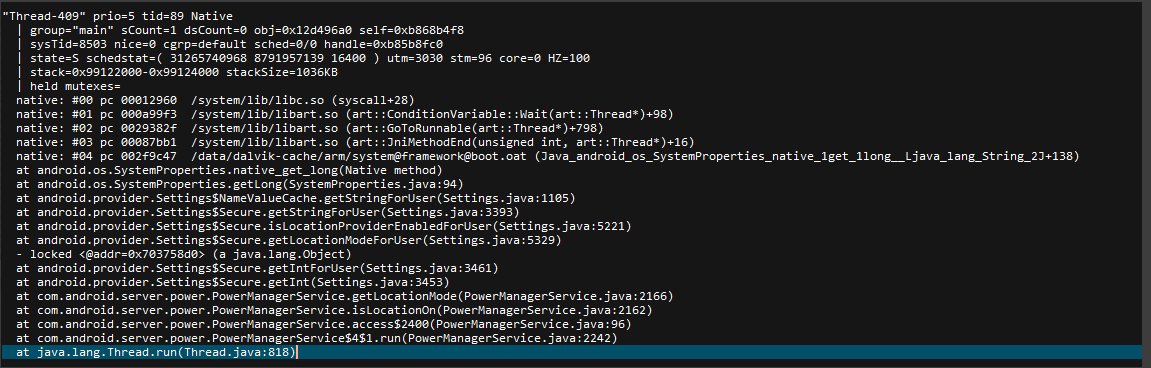 "Thread-409" prio=5 tid=89 Native
| group="main" sCount=1 dsCount=0 obj=0x12d496a0 self=0xb868b4f8
| sysTid=8503 nice=0 cgrp=default sched=0/0 handle=0xb85b8fc0
| state=S schedstat=( 31265740968 8791957139 16400 ) utm=3030 stm=96 core=0 HZ=100
| stack=0x99122000-0x99124000 stackSize=1036KB
| held mutexes=
native: #00 pc 00012960  /system/lib/libc.so (syscall+28)
native: #01 pc 000a99f3  /system/lib/libart.so (art::ConditionVariable::Wait(art::Thread*)+98)
native: #02 pc 0029382f  /system/lib/libart.so (art::GoToRunnable(art::Thread*)+798)
native: #03 pc 00087bb1  /system/lib/libart.so (art::JniMethodEnd(unsigned int, art::Thread*)+16)
native: #04 pc 002f9c47  /data/dalvik-cache/arm/system@framework@boot.oat (Java_android_os_SystemProperties_native_1get_1long__Ljava_lang_String_2J+138)
at android.os.SystemProperties.native_get_long(Native method)
at android.os.SystemProperties.getLong(SystemProperties.java:94)
at android.provider.Settings$NameValueCache.getStringForUser(Settings.java:1105)
at android.provider.Settings$Secure.getStringForUser(Settings.java:3393)
at android.provider.Settings$Secure.isLocationProviderEnabledForUser(Settings.java:5221)
at android.provider.Settings$Secure.getLocationModeForUser(Settings.java:5329)
- locked <@addr=0x703758d0> (a java.lang.Object)
at android.provider.Settings$Secure.getIntForUser(Settings.java:3461)
at android.provider.Settings$Secure.getInt(Settings.java:3453)
at com.android.server.power.PowerManagerService.getLocationMode(PowerManagerService.java:2166)
at com.android.server.power.PowerManagerService.isLocationOn(PowerManagerService.java:2162)
at com.android.server.power.PowerManagerService.access$2400(PowerManagerService.java:96)
at com.android.server.power.PowerManagerService$4$1.run(PowerManagerService.java:2242)
at java.lang.Thread.run(Thread.java:818)